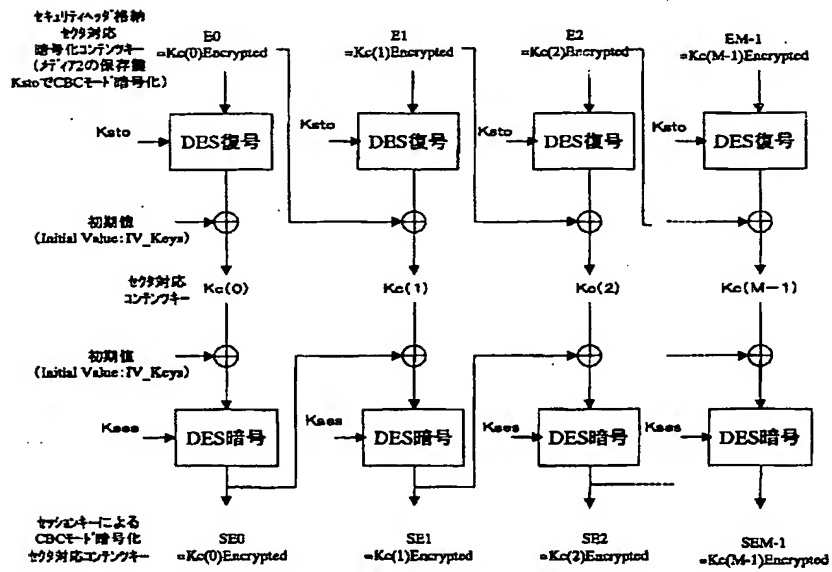 セキュリティヘッダ格納
セクタ対応
暗号化コンテンツキー
(メディア2の保存鍵
KstoでCBCモード暗号化)
E0
=Kc(0)Encrypted
E1
=Kc(1)Encrypted
E2
=Kc(2)Encrypted
EM-1
=Kc(M-1)Encrypted
Ksto
DES復号
Ksto
DES復号
Ksto
DES復号
Ksto
DES復号
初期値
(Initial Value:IV_Keys)
セクタ対応
コンテンツキー
Kc(0)
Kc(1)
Kc(2)
Kc(M-1)
初期値
(Initial Value:IV_Keys)
Kses
DES暗号
Kses
DES暗号
Kses
DES暗号
Kses
DES暗号
セッションキーによる
CBCモード暗号化
セクタ対応コンテンツキー
SE0
=Kc(0)Encrypted
SE1
=Kc(1)Encrypted
SE2
=Kc(2)Encrypted
SEM-1
=Kc(M-1)Encrypted